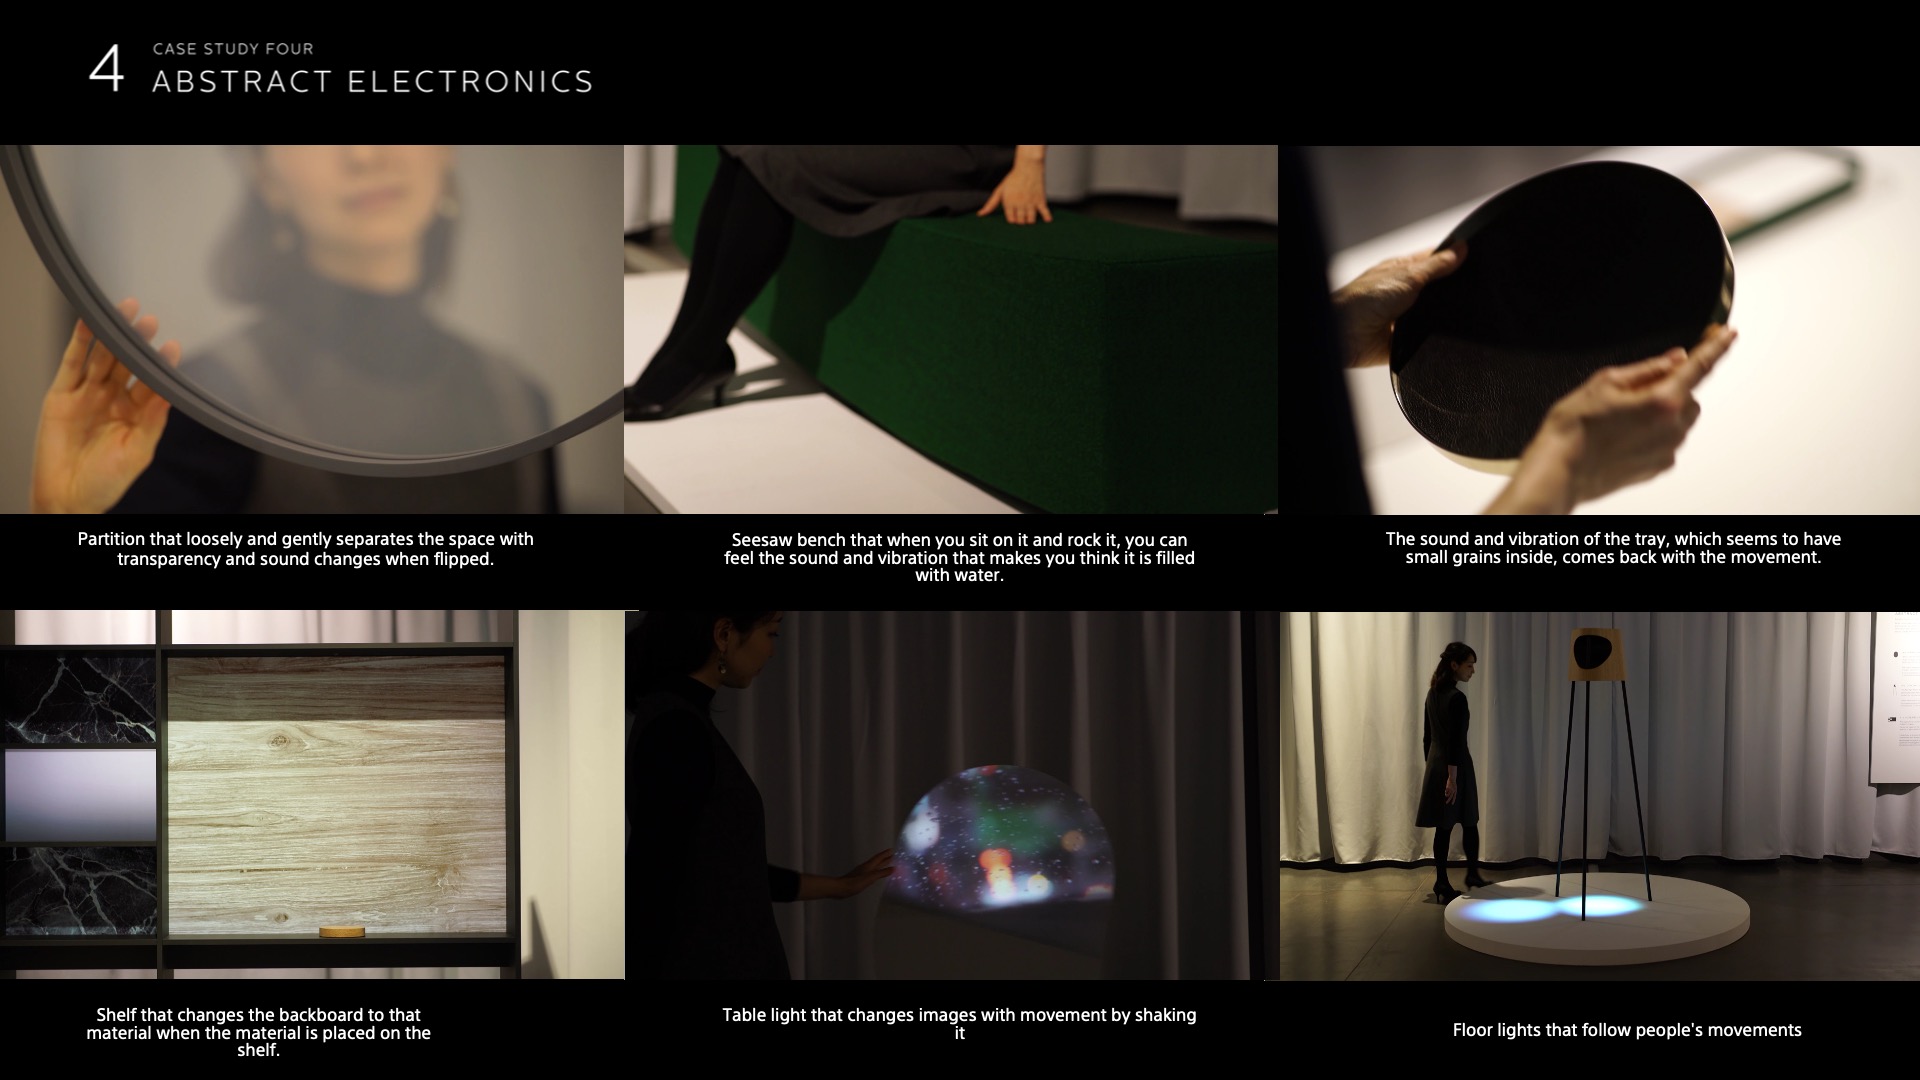 4
CASE STUDY FOUR
ABSTRACT ELECTRONICS
Partition that loosely and gently separates the space with
transparency and sound changes when flipped.
Seesaw bench that when you sit on it and rock it, you can
feel the sound and vibration that makes you think it is filled
with water.
The sound and vibration of the tray, which seems to have
small grains inside, comes back with the movement.
Shelf that changes the backboard to that
material when the material is placed on the
shelf.
Table light that changes images with movement by shaking
it
Floor lights that follow people's movements